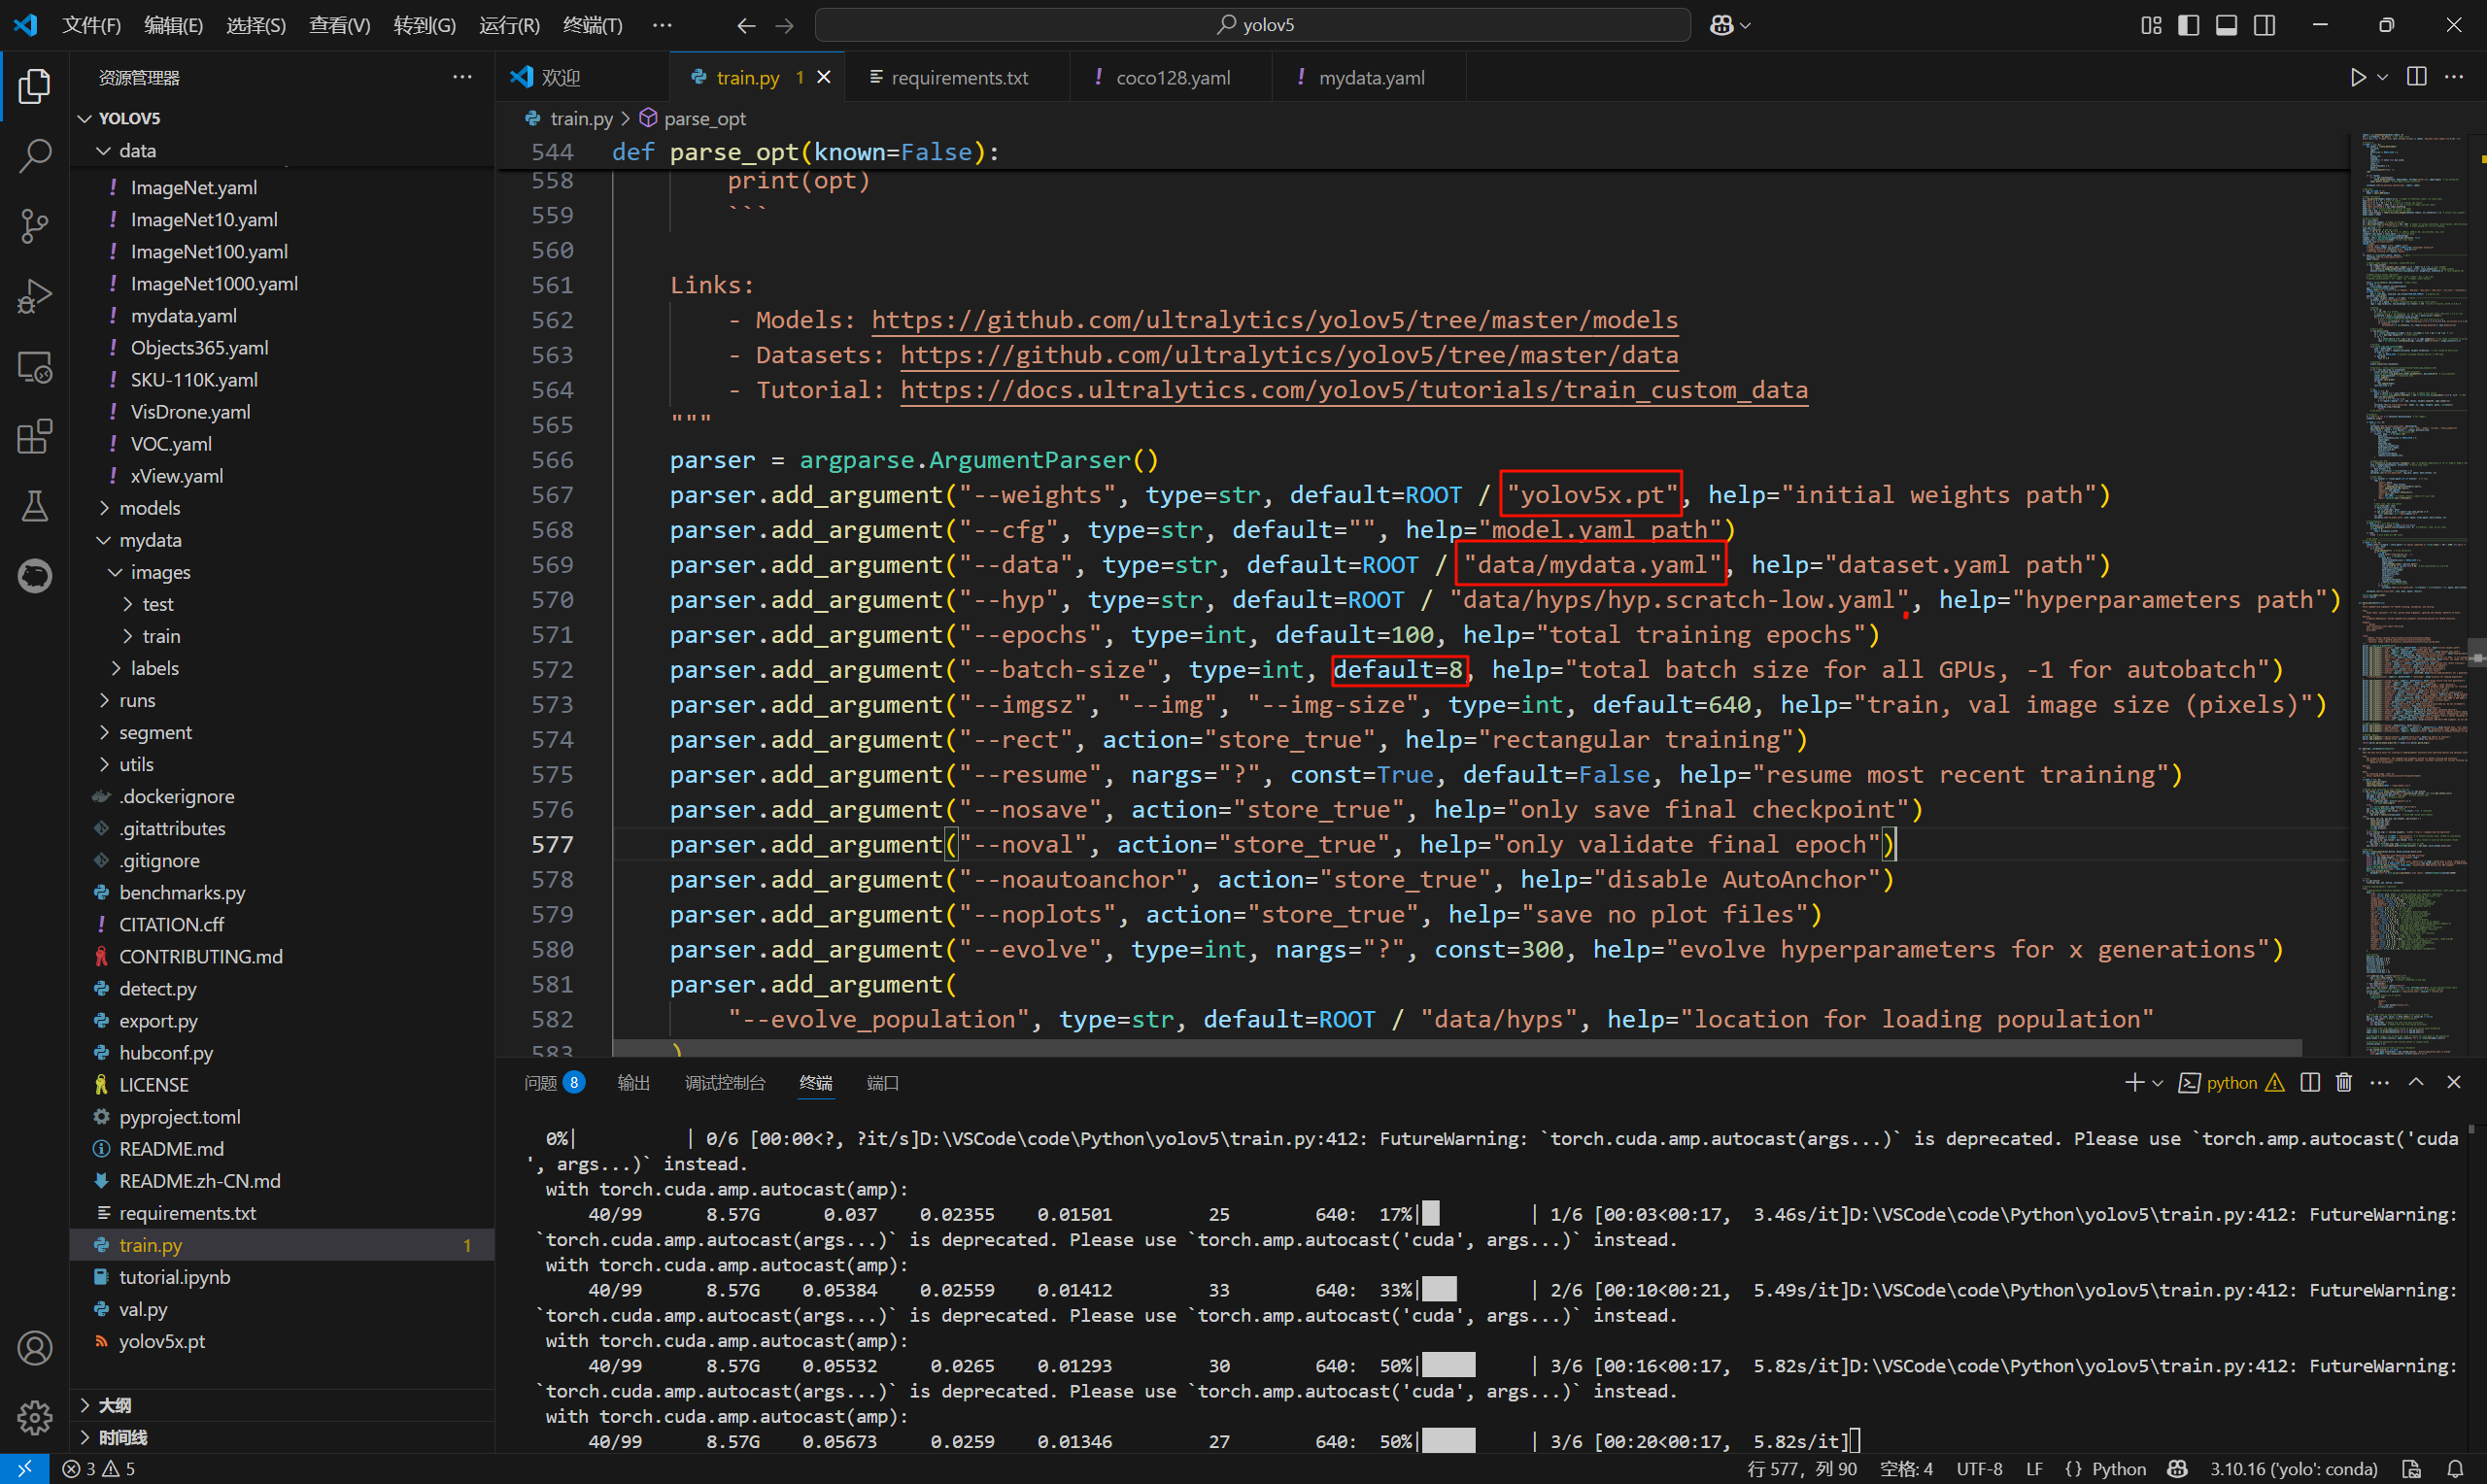 文件(F) 编辑(E) 选择(S) 查看(V) 转到(G) 运行(R) 终端(T) ··· yolov5
资源管理器 ···
YOLOV5
data
ImageNet.yaml
ImageNet10.yaml
ImageNet100.yaml
ImageNet1000.yaml
mydata.yaml
Objects365.yaml
SKU-110K.yaml
VisDrone.yaml
VOC.yaml
xView.yaml
models
mydata
images
test
train
labels
runs
segment
utils
.dockerignore
.gitattributes
.gitignore
benchmarks.py
CITATION.cff
CONTRIBUTING.md
detect.py
export.py
hubconf.py
LICENSE
pyproject.toml
README.md
README.zh-CN.md
requirements.txt
train.py 1
tutorial.ipynb
val.py
yolov5x.pt
大纲
时间线
欢迎 train.py 1 requirements.txt ! coco128.yaml ! mydata.yaml
train.py > parse_opt
544 def parse_opt(known=False):
558 print(opt)
559 ```
560
561 Links:
562 - Models: https://github.com/ultralytics/yolov5/tree/master/models
563 - Datasets: https://github.com/ultralytics/yolov5/tree/master/data
564 - Tutorial: https://docs.ultralytics.com/yolov5/tutorials/train_custom_data
565 """
566 parser = argparse.ArgumentParser()
567 parser.add_argument("--weights", type=str, default=ROOT / "yolov5x.pt", help="initial weights path")
568 parser.add_argument("--cfg", type=str, default="", help="model.yaml path")
569 parser.add_argument("--data", type=str, default=ROOT / "data/mydata.yaml", help="dataset.yaml path")
570 parser.add_argument("--hyp", type=str, default=ROOT / "data/hyps/hyp.scratch-low.yaml", help="hyperparameters path")
571 parser.add_argument("--epochs", type=int, default=100, help="total training epochs")
572 parser.add_argument("--batch-size", type=int, default=8, help="total batch size for all GPUs, -1 for autobatch")
573 parser.add_argument("--imgsz", "--img", "--img-size", type=int, default=640, help="train, val image size (pixels)")
574 parser.add_argument("--rect", action="store_true", help="rectangular training")
575 parser.add_argument("--resume", nargs="?", const=True, default=False, help="resume most recent training")
576 parser.add_argument("--nosave", action="store_true", help="only save final checkpoint")
577 parser.add_argument("--noval", action="store_true", help="only validate final epoch")
578 parser.add_argument("--noautoanchor", action="store_true", help="disable AutoAnchor")
579 parser.add_argument("--noplots", action="store_true", help="save no plot files")
580 parser.add_argument("--evolve", type=int, nargs="?", const=300, help="evolve hyperparameters for x generations")
581 parser.add_argument(
582 "--evolve_population", type=str, default=ROOT / "data/hyps", help="location for loading population"
583 )
问题 8 输出 调试控制台 终端 端口 python
0%| | 0/6 [00:00<?, ?it/s]D:\VSCode\code\Python\yolov5\train.py:412: FutureWarning: `torch.cuda.amp.autocast(args...)` is deprecated. Please use `torch.amp.autocast('cuda
', args...)` instead.
with torch.cuda.amp.autocast(amp):
40/99 8.57G 0.037 0.02355 0.01501 25 640: 17%| | 1/6 [00:03<00:17, 3.46s/it]D:\VSCode\code\Python\yolov5\train.py:412: FutureWarning:
`torch.cuda.amp.autocast(args...)` is deprecated. Please use `torch.amp.autocast('cuda', args...)` instead.
with torch.cuda.amp.autocast(amp):
40/99 8.57G 0.05384 0.02559 0.01412 33 640: 33%| | 2/6 [00:10<00:21, 5.49s/it]D:\VSCode\code\Python\yolov5\train.py:412: FutureWarning:
`torch.cuda.amp.autocast(args...)` is deprecated. Please use `torch.amp.autocast('cuda', args...)` instead.
with torch.cuda.amp.autocast(amp):
40/99 8.57G 0.05532 0.0265 0.01293 30 640: 50%| | 3/6 [00:16<00:17, 5.82s/it]D:\VSCode\code\Python\yolov5\train.py:412: FutureWarning:
`torch.cuda.amp.autocast(args...)` is deprecated. Please use `torch.amp.autocast('cuda', args...)` instead.
with torch.cuda.amp.autocast(amp):
40/99 8.57G 0.05673 0.0259 0.01346 27 640: 50%| | 3/6 [00:20<00:17, 5.82s/it]
3 5 行 577，列 90 空格: 4 UTF-8 LF {} Python 3.10.16 ('yolo': conda)